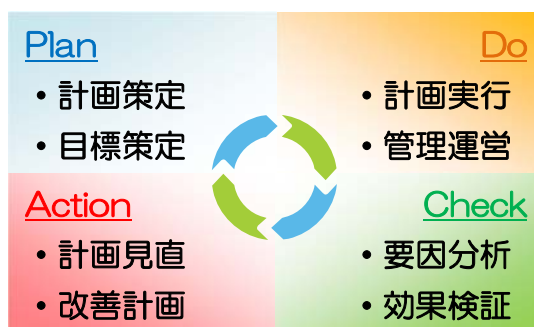 Plan
・計画策定
・目標策定
Do
・計画実行
・管理運営
Action
・計画見直
・改善計画
Check
・要因分析
・効果検証